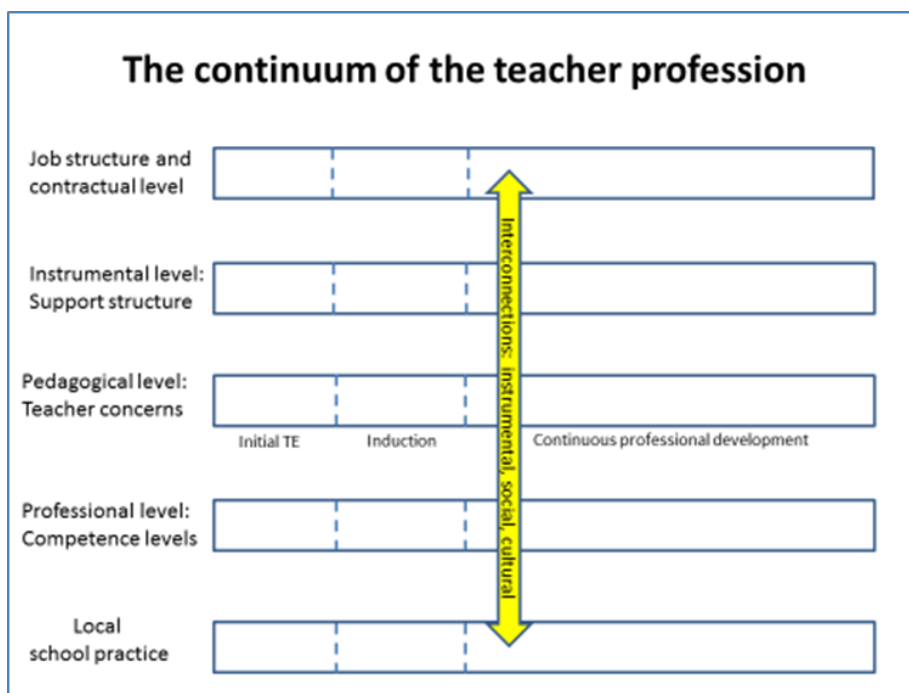 The continuum of the teacher profession
Job structure and
contractual level
Instrumental level:
Support structure
Pedagogical level:
Teacher concerns
Initial TE
Induction
Continuous professional development
Professional level:
Competence levels
Local
school practice
Interconnections: instrumental, social, cultural